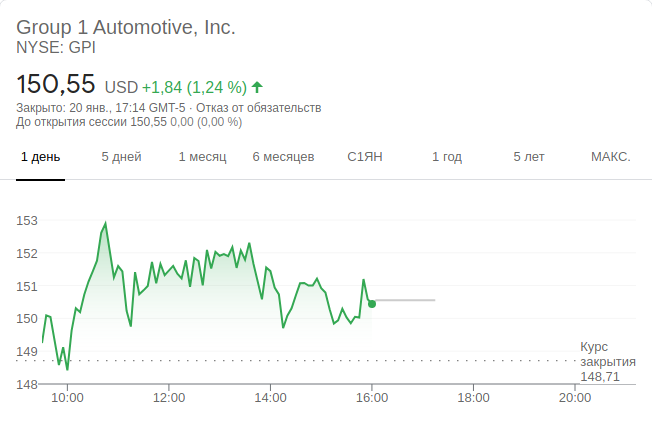 Group 1 Automotive, Inc.
NYSE: GPI
150,55 USD +1,84 (1,24 %)
Закрыто: 20 янв., 17:14 GMT-5 · Отказ от обязательств
До открытия сессии 150,55 0,00 (0,00 %)
1 день 5 дней 1 месяц 6 месяцев С1ЯН 1 год 5 лет МАКС.
153
152
151
150
149
148
Курс
закрытия
148,71
10:00 12:00 14:00 16:00 18:00 20:00